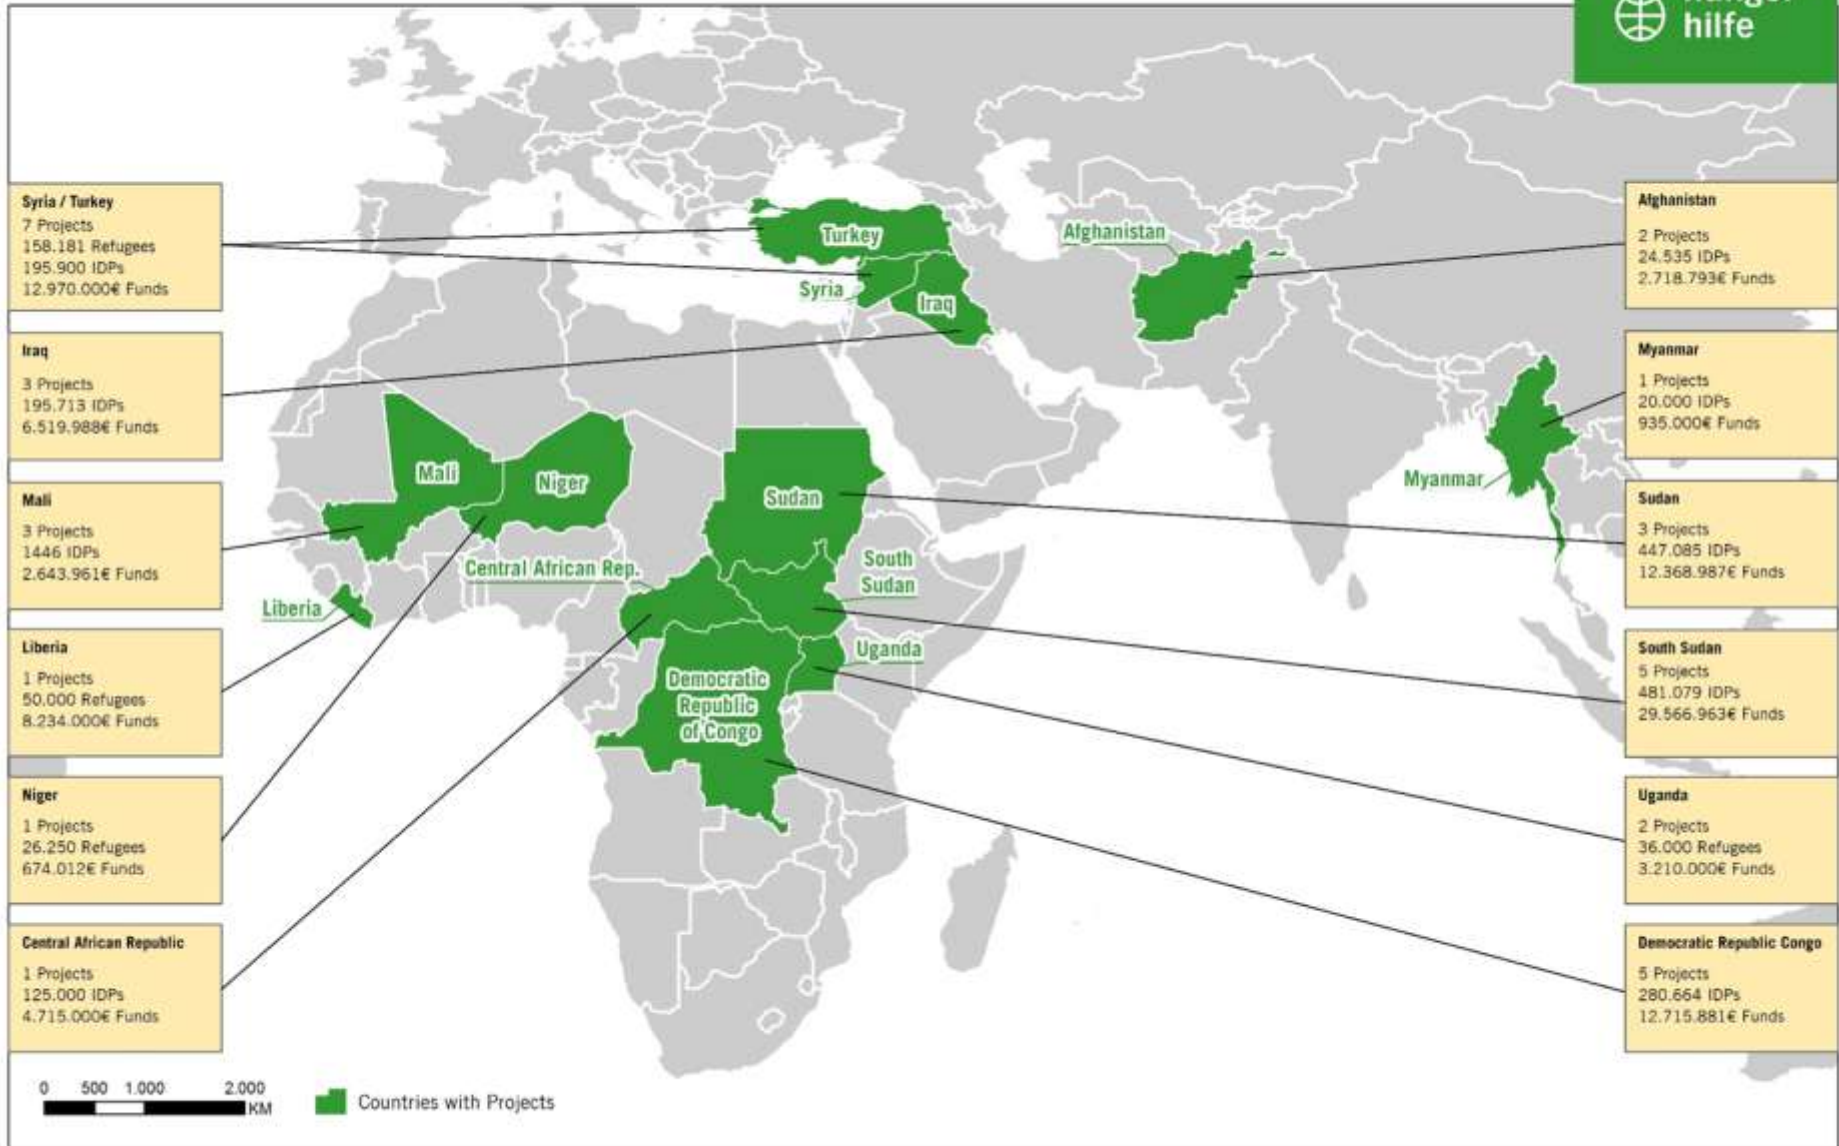 hilfe
Syria / Turkey
7 Projects
158.181 Refugees
195.900 IDPs
12.970.000€ Funds
Iraq
3 Projects
195.713 IDPs
6.519.988€ Funds
Mali
3 Projects
1446 IDPs
2.643.961€ Funds
Liberia
1 Projects
50.000 Refugees
8.234.000€ Funds
Niger
1 Projects
26.250 Refugees
674.012€ Funds
Central African Republic
1 Projects
125.000 IDPs
4.715.000€ Funds
Turkey
Syria
Iraq
Afghanistan
Mali
Niger
Sudan
Myanmar
Central African Rep.
South
Sudan
Liberia
Uganda
Democratic
Republic
of Congo
Afghanistan
2 Projects
24.535 IDPs
2.718.793€ Funds
Myanmar
1 Projects
20.000 IDPs
935.000€ Funds
Sudan
3 Projects
447.085 IDPs
12.368.987€ Funds
South Sudan
5 Projects
481.079 IDPs
29.566.963€ Funds
Uganda
2 Projects
36.000 Refugees
3.210.000€ Funds
Democratic Republic Congo
5 Projects
280.664 IDPs
12.715.881€ Funds
0 500 1.000 2.000
KM
Countries with Projects